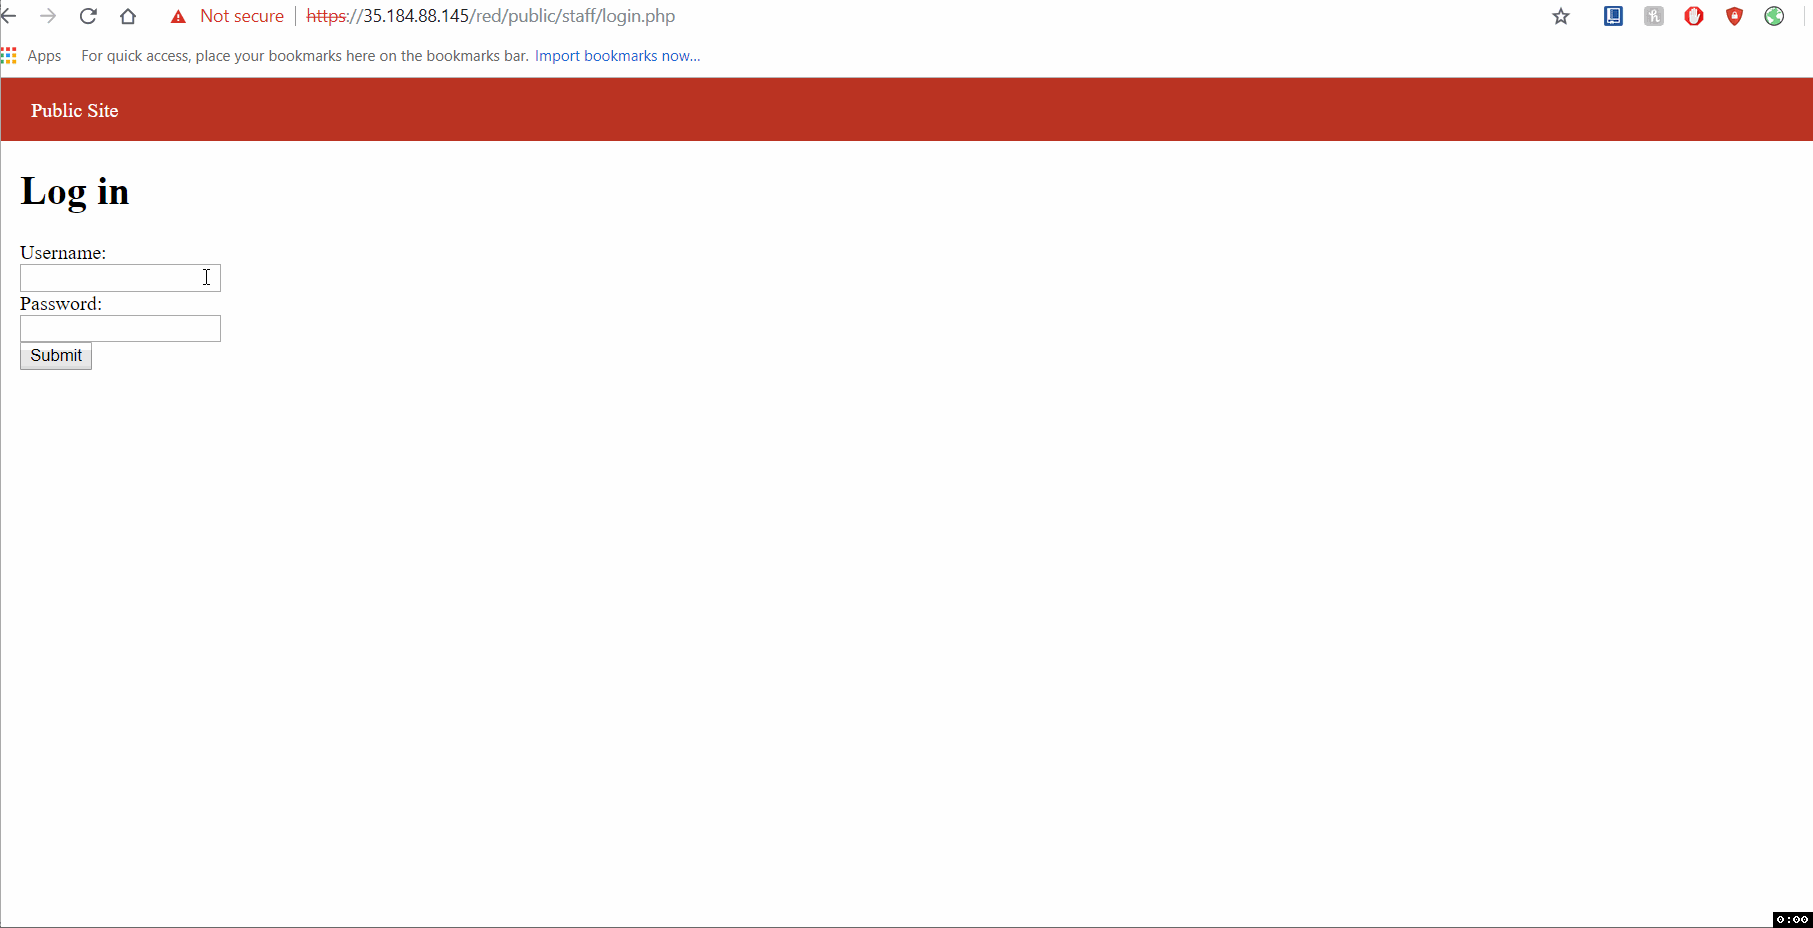 Not secure | https://35.184.88.145/red/public/staff/login.php
Apps For quick access, place your bookmarks here on the bookmarks bar. Import bookmarks now...
Public Site
Log in
Username:
Password:
Submit
0:00